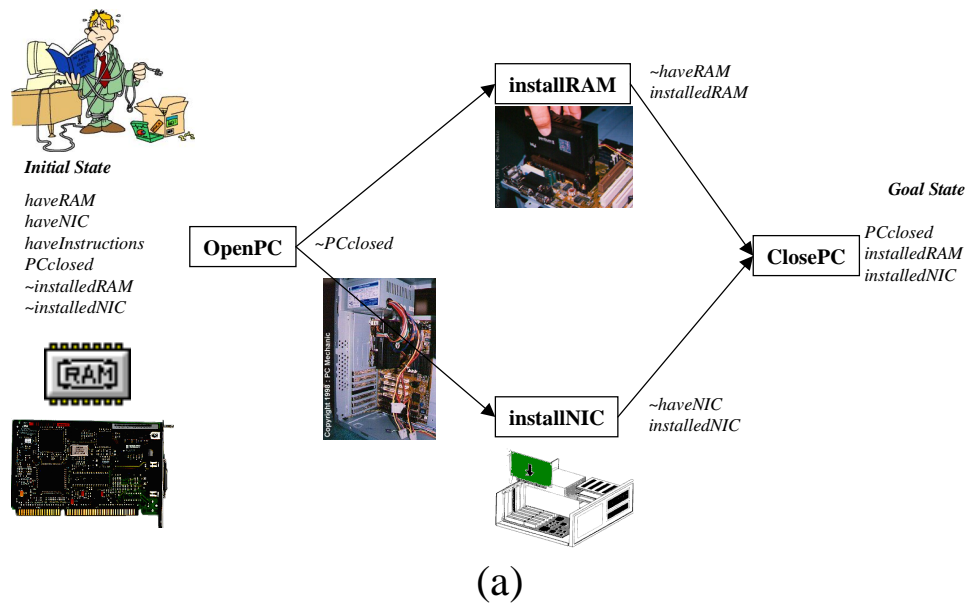 Initial State
haveRAM
haveNIC
haveInstructions
PCclosed
~installedRAM
~installedNIC
RAM
OpenPC
~PCclosed
installRAM
~haveRAM
installedRAM
Copyright 1998 : PC Mechanic
installNIC
~haveNIC
installedNIC
ClosePC
Goal State
PCclosed
installedRAM
installedNIC
(a)